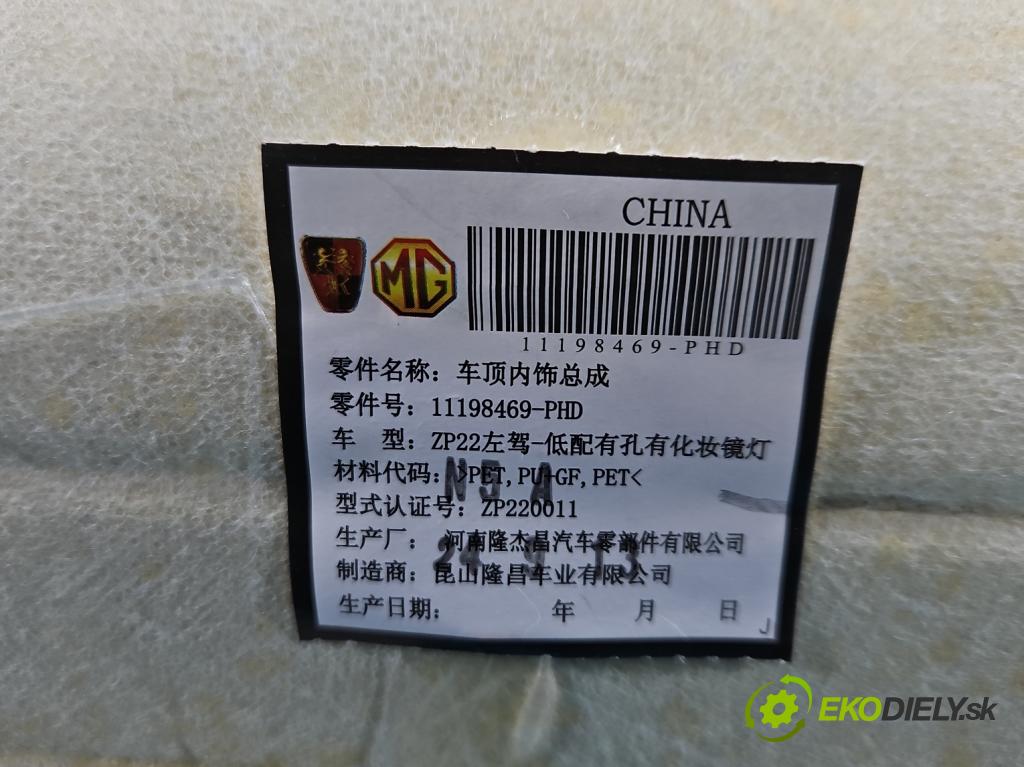 CHINA
MG
11198469-PHD
零件名称：车顶内饰总成
零件号：11198469-PHD
车 型：ZP22左驾-低配有孔有化妆镜灯
材料代码：>PET,PU+GF,PET<
N5 A
型式认证号：ZP220011
生产厂：河南隆杰昌汽车零部件有限公司
24 9 13
制造商：昆山隆昌车业有限公司
生产日期： 年 月 日
J
EKODIELY.sk